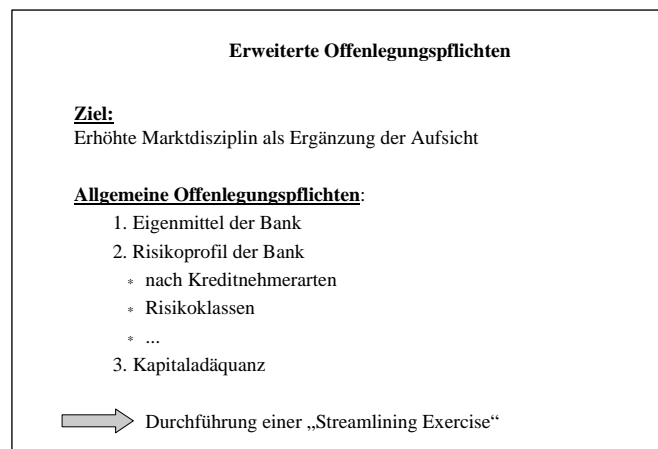 Erweiterte Offenlegungspflichten
Ziel:
Erhöhte Marktdisziplin als Ergänzung der Aufsicht
Allgemeine Offenlegungspflichten:
1. Eigenmittel der Bank
2. Risikoprofil der Bank
* nach Kreditnehmerarten
* Risikoklassen
* ...
3. Kapitaladäquanz
Durchführung einer „Streamlining Exercise“